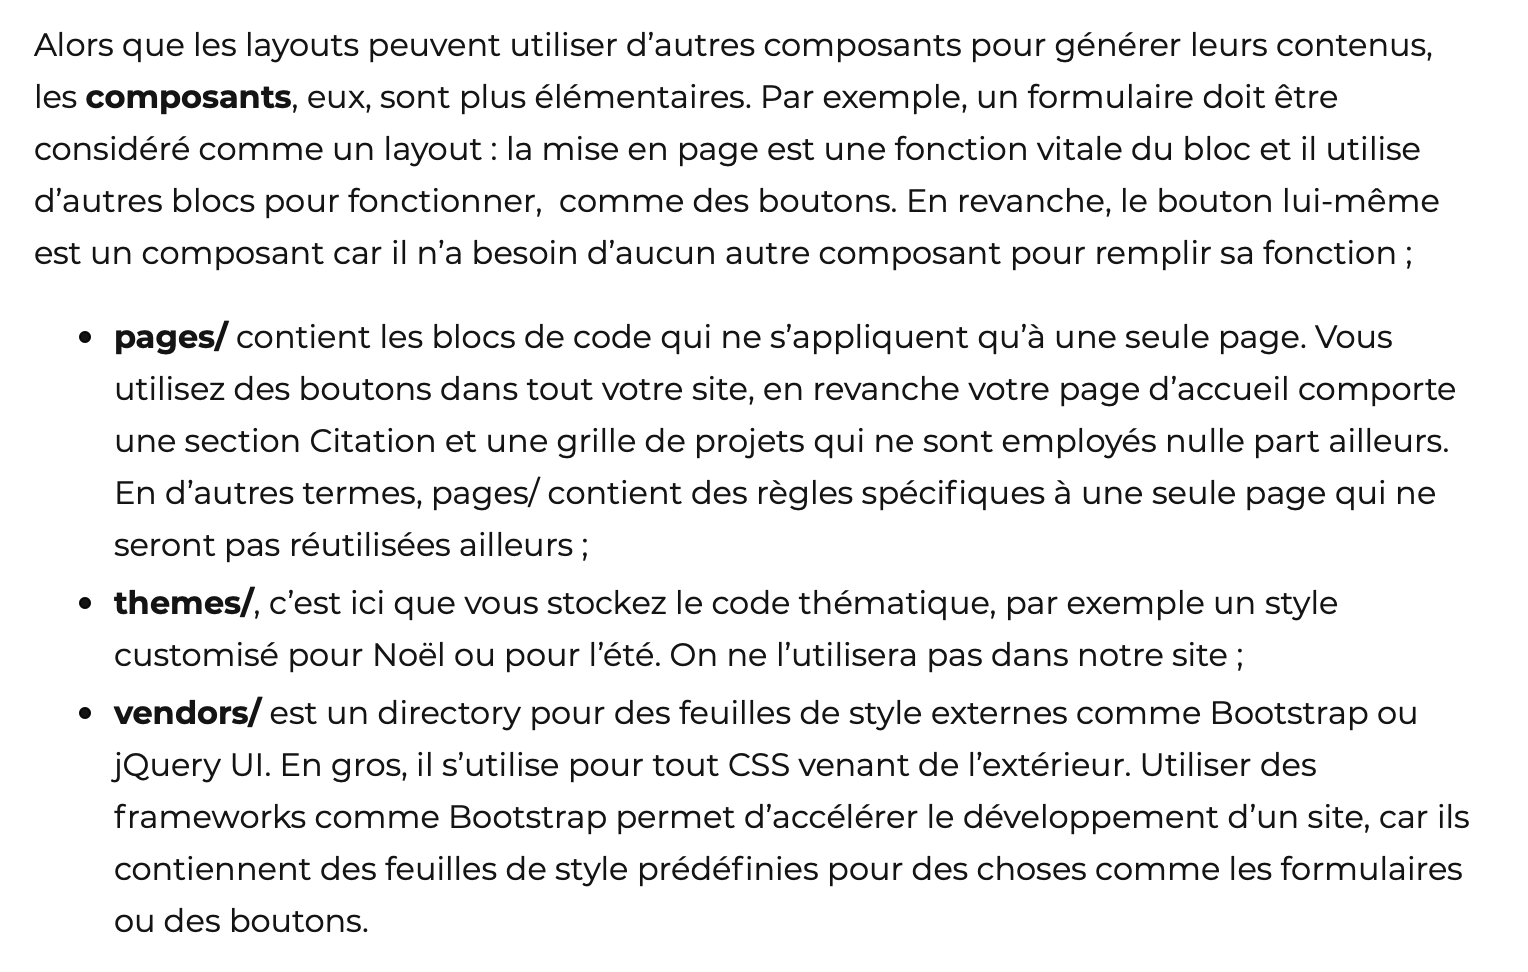 Alors que les layouts peuvent utiliser d’autres composants pour générer leurs contenus,
les composants, eux, sont plus élémentaires. Par exemple, un formulaire doit être
considéré comme un layout : la mise en page est une fonction vitale du bloc et il utilise
d’autres blocs pour fonctionner,  comme des boutons. En revanche, le bouton lui-même
est un composant car il n’a besoin d’aucun autre composant pour remplir sa fonction ;
• pages/ contient les blocs de code qui ne s’appliquent qu’à une seule page. Vous
utilisez des boutons dans tout votre site, en revanche votre page d’accueil comporte
une section Citation et une grille de projets qui ne sont employés nulle part ailleurs.
En d’autres termes, pages/ contient des règles spécifiques à une seule page qui ne
seront pas réutilisées ailleurs ;
• themes/, c’est ici que vous stockez le code thématique, par exemple un style
customisé pour Noël ou pour l’été. On ne l’utilisera pas dans notre site ;
• vendors/ est un directory pour des feuilles de style externes comme Bootstrap ou
jQuery UI. En gros, il s’utilise pour tout CSS venant de l’extérieur. Utiliser des
frameworks comme Bootstrap permet d’accélérer le développement d’un site, car ils
contiennent des feuilles de style prédéfinies pour des choses comme les formulaires
ou des boutons.